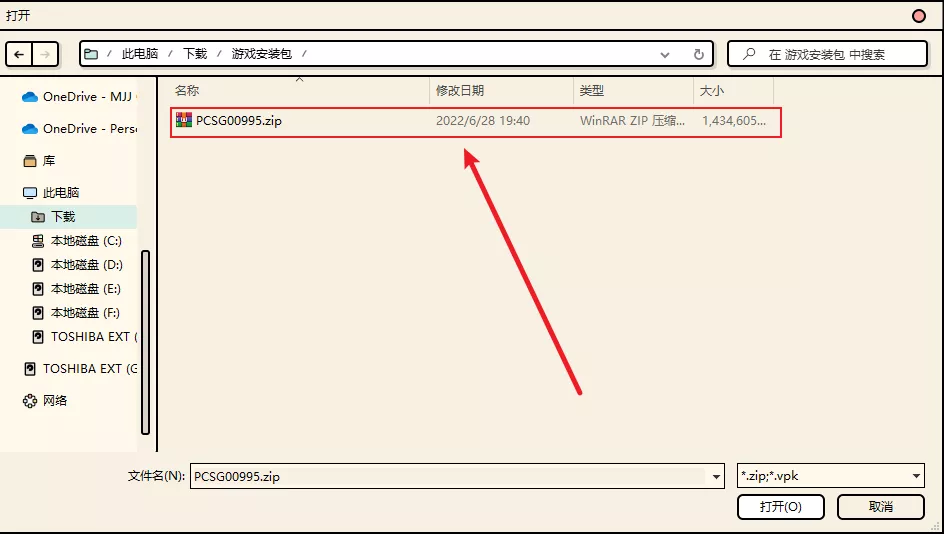 打开
/ 此电脑 / 下载 / 游戏安装包 /
在 游戏安装包 中搜索
名称 修改日期 类型 大小
PCSG00995.zip 2022/6/28 19:40 WinRAR ZIP 压缩... 1,434,605...
OneDrive - MJJ
OneDrive - Perso
库
此电脑
下载
本地磁盘 (C:)
本地磁盘 (D:)
本地磁盘 (E:)
本地磁盘 (F:)
TOSHIBA EXT (
TOSHIBA EXT (G
网络
文件名(N): PCSG00995.zip
*.zip;*.vpk
打开(O) 取消